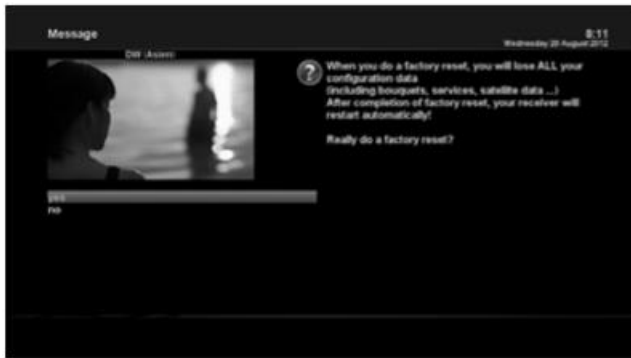 Message
8:11
Wednesday 29 August 2012
DW (Asien)
When you do a factory reset, you will lose ALL your
configuration data
(including bouquets, services, satellite data ...)
After completion of factory reset, your receiver will
restart automatically!
Really do a factory reset?
yes
no